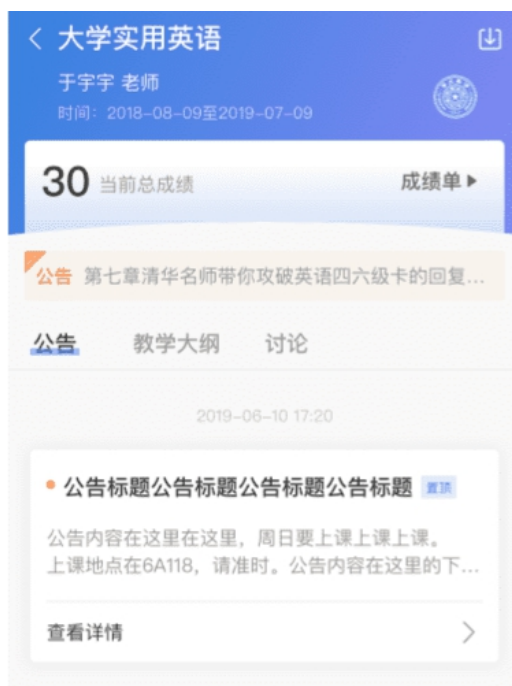 大学实用英语
于宇宇 老师
时间：2018-08-09至2019-07-09
30 当前总成绩 成绩单
公告 第七章清华名师带你攻破英语四六级卡的回复...
公告 教学大纲 讨论
2019-06-10 17:20
公告标题公告标题公告标题公告标题 置顶
公告内容在这里在这里，周日要上课上课上课。
上课地点在6A118，请准时。公告内容在这里的下...
查看详情